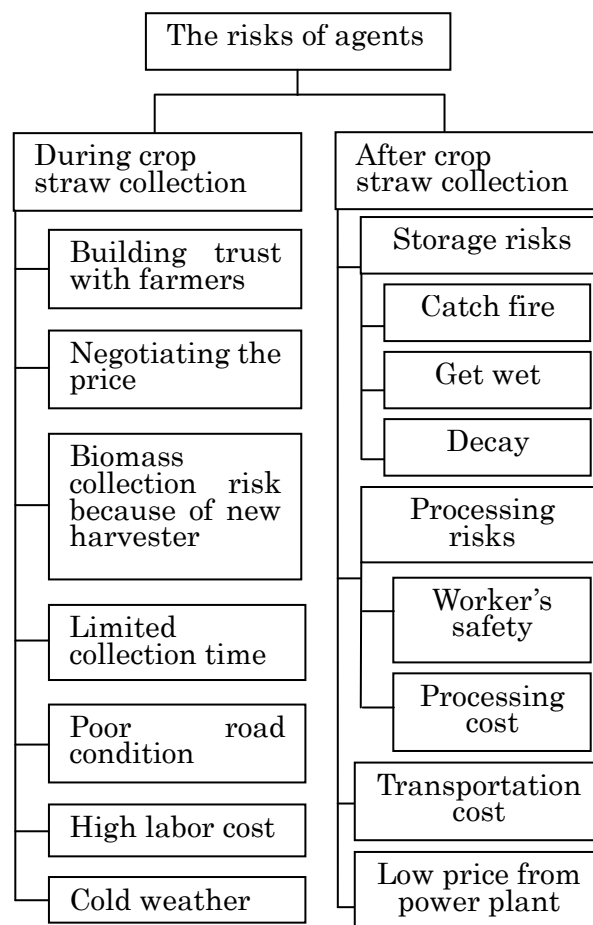 The risks of agents
During crop
straw collection
Building trust
with farmers
Negotiating the
price
Biomass
collection risk
because of new
harvester
Limited
collection time
Poor road
condition
High labor cost
Cold weather
After crop
straw collection
Storage risks
Catch fire
Get wet
Decay
Processing
risks
Worker's
safety
Processing
cost
Transportation
cost
Low price from
power plant